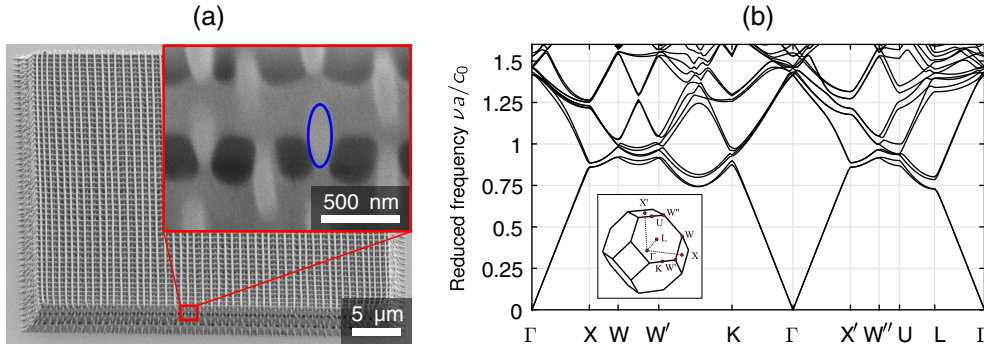 (a)
500 nm
5 µm
(b)
Reduced frequency ν a / c₀
1.5
1.25
1
0.75
0.5
0.25
0
X'
W''
U
W
L
Γ
X
K
W'
Γ X W W' K Γ X' W'' U L Γ